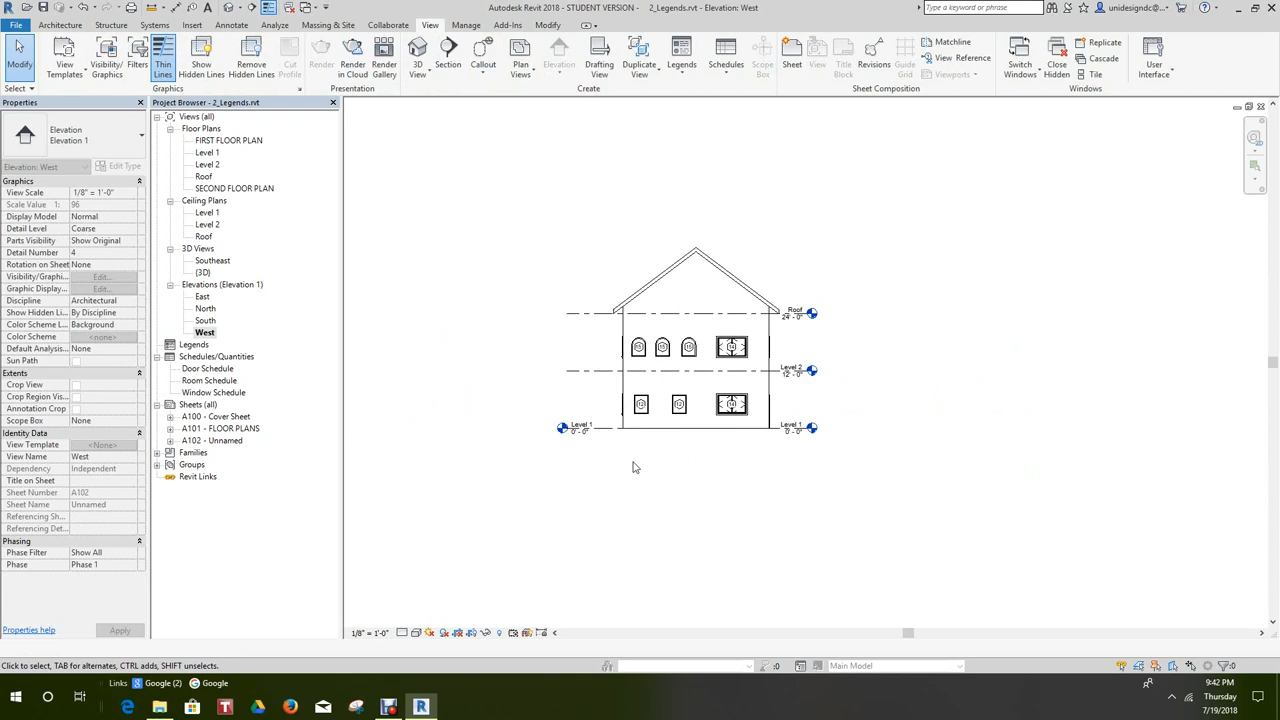 Autodesk Revit 2018 - STUDENT VERSION - 2_Legends.rvt - Elevation: West
Type a keyword or phrase
unidesigndc@...
File Architecture Structure Systems Insert Annotate Analyze Massing & Site Collaborate View Manage Add-Ins Modify
Modify
View Templates
Visibility/ Graphics
Filters
Thin Lines
Show Hidden Lines
Remove Hidden Lines
Cut Profile
Render
Render in Cloud
Render Gallery
3D View
Section
Callout
Plan Views
Elevation
Drafting View
Duplicate View
Legends
Schedules
Scope Box
Sheet
View
Title Block
Revisions
Guide Grid
Matchline
View Reference
Viewports
Switch Windows
Close Hidden
Replicate
Cascade
Tile
User Interface
Select
Graphics
Presentation
Create
Sheet Composition
Windows
Properties
Elevation
Elevation 1
Elevation: West
Edit Type
Graphics
View Scale 1/8" = 1'-0"
Scale Value 1: 96
Display Model Normal
Detail Level Coarse
Parts Visibility Show Original
Detail Number 4
Rotation on Sheet None
Visibility/Graphi... Edit...
Graphic Display... Edit...
Discipline Architectural
Show Hidden Li... By Discipline
Color Scheme L... Background
Color Scheme <none>
Default Analysis... None
Sun Path
Extents
Crop View
Crop Region Vis...
Annotation Crop
Scope Box None
Identity Data
View Template <None>
View Name West
Dependency Independent
Title on Sheet
Sheet Number A102
Sheet Name Unnamed
Referencing Sh...
Referencing Det...
Phasing
Phase Filter Show All
Phase Phase 1
Properties help
Apply
Project Browser - 2_Legends.rvt
Views (all)
Floor Plans
FIRST FLOOR PLAN
Level 1
Level 2
Roof
SECOND FLOOR PLAN
Ceiling Plans
Level 1
Level 2
Roof
3D Views
Southeast
{3D}
Elevations (Elevation 1)
East
North
South
West
Legends
Schedules/Quantities
Door Schedule
Room Schedule
Window Schedule
Sheets (all)
A100 - Cover Sheet
A101 - FLOOR PLANS
A102 - Unnamed
Families
Groups
Revit Links
Roof
24' - 0"
Level 2
12' - 0"
Level 1
0' - 0"
Level 1
0' - 0"
1/8" = 1'-0"
Click to select, TAB for alternates, CTRL adds, SHIFT unselects.
:0
Main Model
:0
Links
Google (2)
Google
9:42 PM
Thursday
7/19/2018